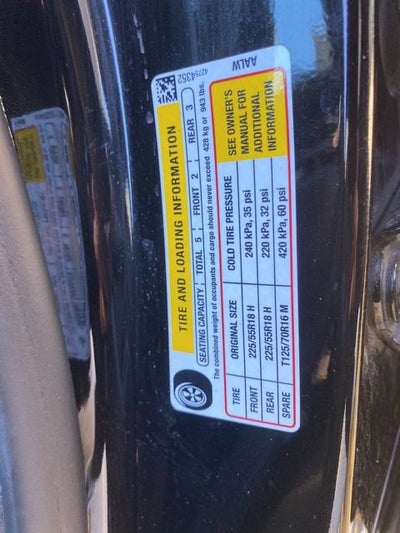 42754352
AALW
TIRE AND LOADING INFORMATION
SEATING CAPACITY TOTAL 5 FRONT 2 REAR 3
The combined weight of occupants and cargo should never exceed 428 kg or 943 lbs.
TIRE ORIGINAL SIZE COLD TIRE PRESSURE SEE OWNER'S MANUAL FOR ADDITIONAL INFORMATION
FRONT 225/55R18 H 240 kPa, 35 psi
REAR 225/55R18 H 220 kPa, 32 psi
SPARE T125/70R16 M 420 kPa, 60 psi